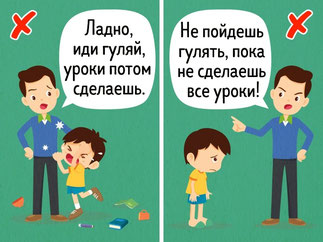 Ладно,
иди гуляй,
уроки потом
сделаешь.
Не пойдешь
гулять, пока
не сделаешь
все уроки!